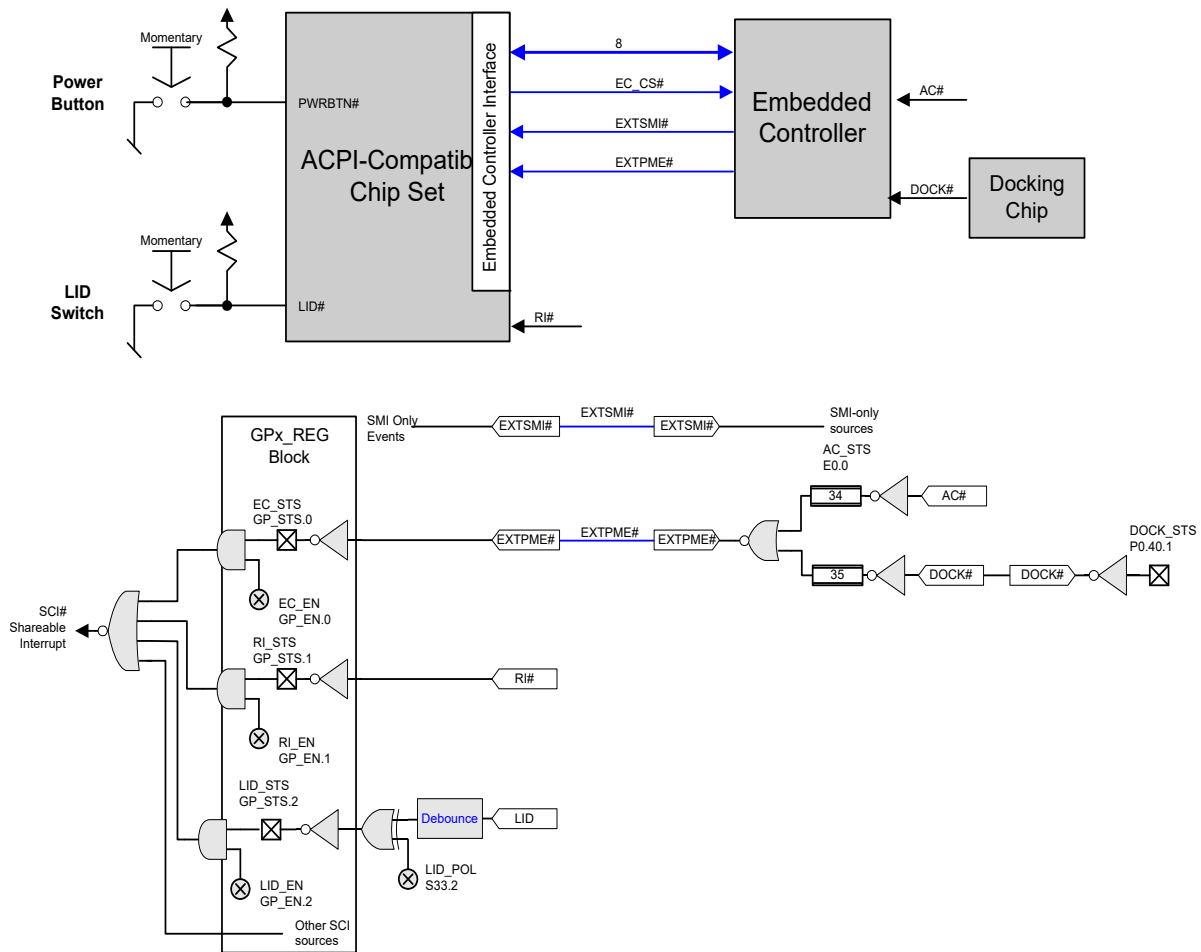 Momentary
Power
Button
PWRBTN#
ACPI-Compatib
Chip Set
Embedded Controller Interface
8
EC_CS#
EXTSMI#
EXTPME#
Embedded
Controller
AC#
DOCK#
Docking
Chip
Momentary
LID
Switch
LID#
RI#
GPx_REG
Block
SMI Only
Events
EXTSMI#
EXTSMI#
EXTSMI#
SMI-only
sources
AC_STS
E0.0
34
AC#
EC_STS
GP_STS.0
EXTPME#
EXTPME#
EXTPME#
DOCK_STS
P0.40.1
35
DOCK#
DOCK#
EC_EN
GP_EN.0
SCI#
Shareable
Interrupt
RI_STS
GP_STS.1
RI#
RI_EN
GP_EN.1
LID_STS
GP_STS.2
Debounce
LID
LID_POL
S33.2
LID_EN
GP_EN.2
Other SCI
sources